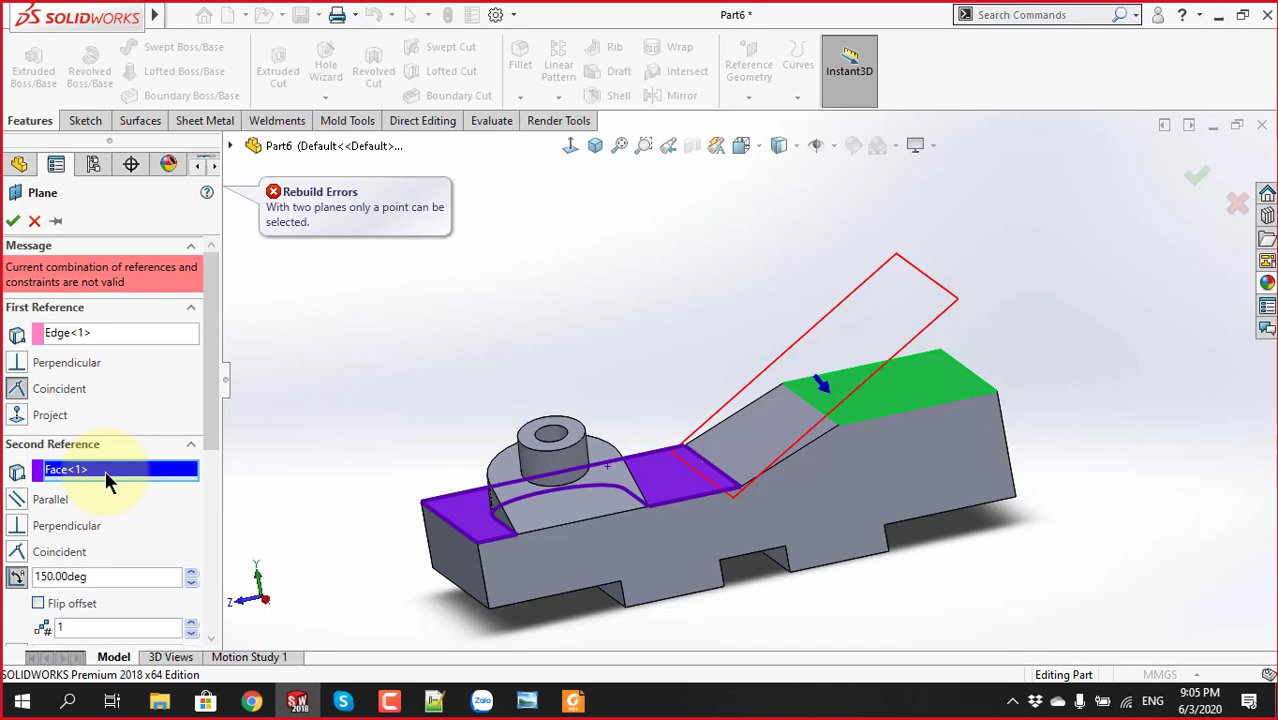 SOLIDWORKS
Part6 *
Search Commands
?
Extruded Boss/Base
Revolved Boss/Base
Swept Boss/Base
Lofted Boss/Base
Boundary Boss/Base
Extruded Cut
Hole Wizard
Revolved Cut
Swept Cut
Lofted Cut
Boundary Cut
Fillet
Linear Pattern
Rib
Draft
Shell
Wrap
Intersect
Mirror
Reference Geometry
Curves
Instant3D
Features
Sketch
Surfaces
Sheet Metal
Weldments
Mold Tools
Direct Editing
Evaluate
Render Tools
Part6 (Default<<Default>...
Plane
?
Rebuild Errors
With two planes only a point can be
selected.
Message
Current combination of references and
constraints are not valid
First Reference
Edge<1>
Perpendicular
Coincident
Project
Second Reference
Face<1>
Parallel
Perpendicular
Coincident
150.00deg
Flip offset
1
Y
Z
Model
3D Views
Motion Study 1
SOLIDWORKS Premium 2018 x64 Edition
Editing Part
MMGS
ENG
9:05 PM
6/3/2020